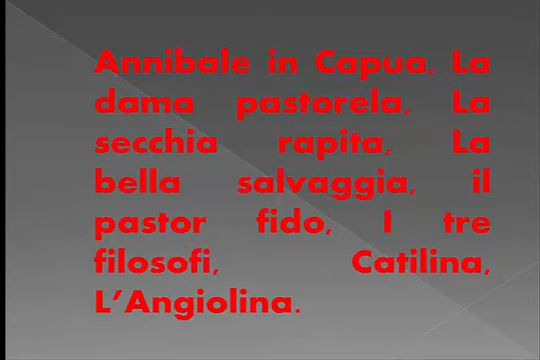 Annibale in Capua, La
dama pastorela, La
secchia rapita, La
bella salvaggia, il
pastor fido, I tre
filosofi, Catilina,
L’Angiolina.